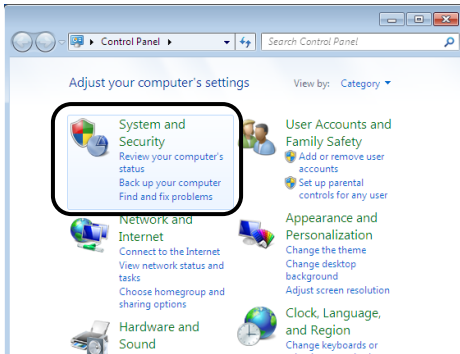 Control Panel
Search Control Panel
Adjust your computer's settings
View by: Category
System and
Security
Review your computer's
status
Back up your computer
Find and fix problems
Network and
Internet
Connect to the Internet
View network status and
tasks
Choose homegroup and
sharing options
Hardware and
Sound
User Accounts and
Family Safety
Add or remove user
accounts
Set up parental
controls for any user
Appearance and
Personalization
Change the theme
Change desktop
background
Adjust screen resolution
Clock, Language,
and Region
Change keyboards or